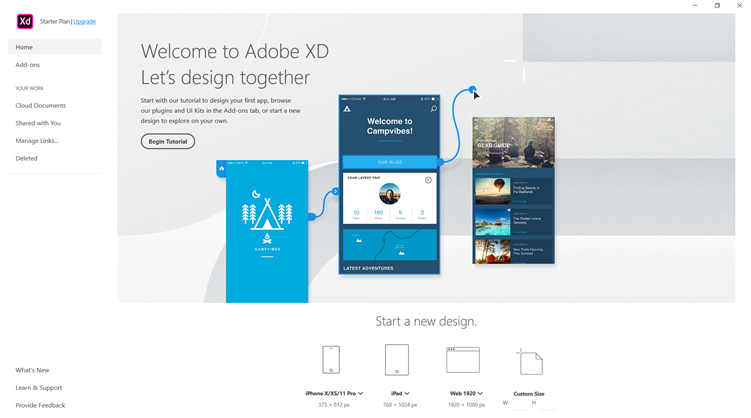 Xd
Starter Plan | Upgrade
Home
Add-ons
YOUR WORK
Cloud Documents
Shared with You
Manage Links...
Deleted
What's New
Learn & Support
Provide Feedback
Welcome to Adobe XD
Let's design together
Start with our tutorial to design your first app, browse
our plugins and UI Kits in the Add-ons tab, or start a new
design to explore on your own.
Begin Tutorial
CAMPVIBES
Welcome to
Campvibes!
OUR BLOG
YOUR LATEST TRIP
10 160 5 2
LATEST ADVENTURES
GEAR GUIDE
Finding Beauty in
the Badlands
The Perfect Island
Getaway
New Trails Opening
This Summer
Start a new design.
iPhone X/XS/11 Pro
375 × 812 px
iPad
768 × 1024 px
Web 1920
1920 × 1080 px
Custom Size
W H